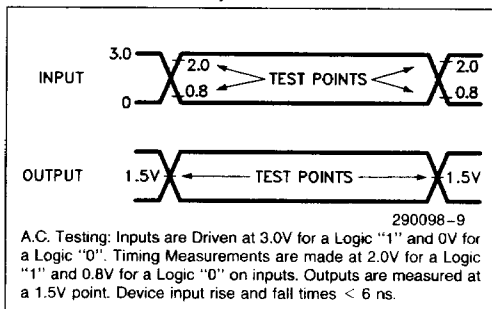 3.0
INPUT
2.0
TEST POINTS
2.0
0.8
0.8
0
OUTPUT
1.5V
TEST POINTS
1.5V
290098-9
A.C. Testing: Inputs are Driven at 3.0V for a Logic "1" and 0V for
a Logic "0". Timing Measurements are made at 2.0V for a Logic
"1" and 0.8V for a Logic "0" on inputs. Outputs are measured at
a 1.5V point. Device input rise and fall times < 6 ns.